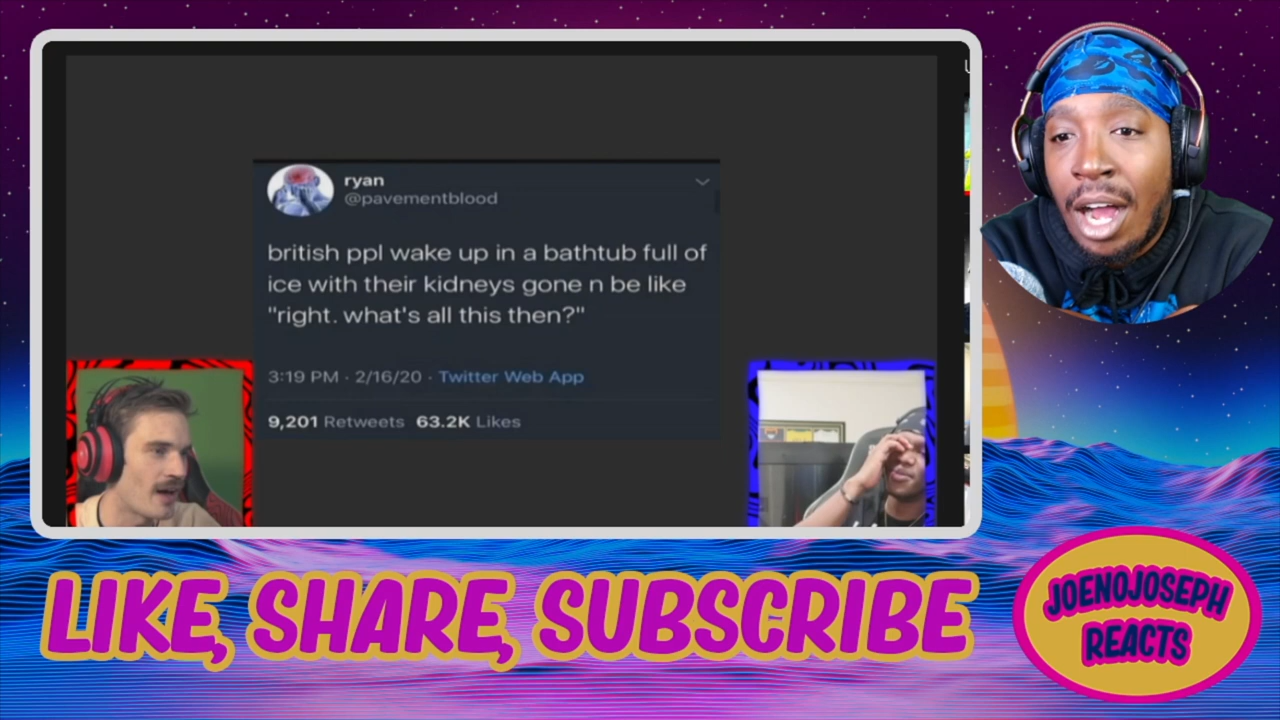 ryan
@pavementblood
british ppl wake up in a bathtub full of
ice with their kidneys gone n be like
"right. what's all this then?"
3:19 PM · 2/16/20 · Twitter Web App
9,201 Retweets 63.2K Likes
LIKE, SHARE, SUBSCRIBE
JOENOJOSEPH
REACTS